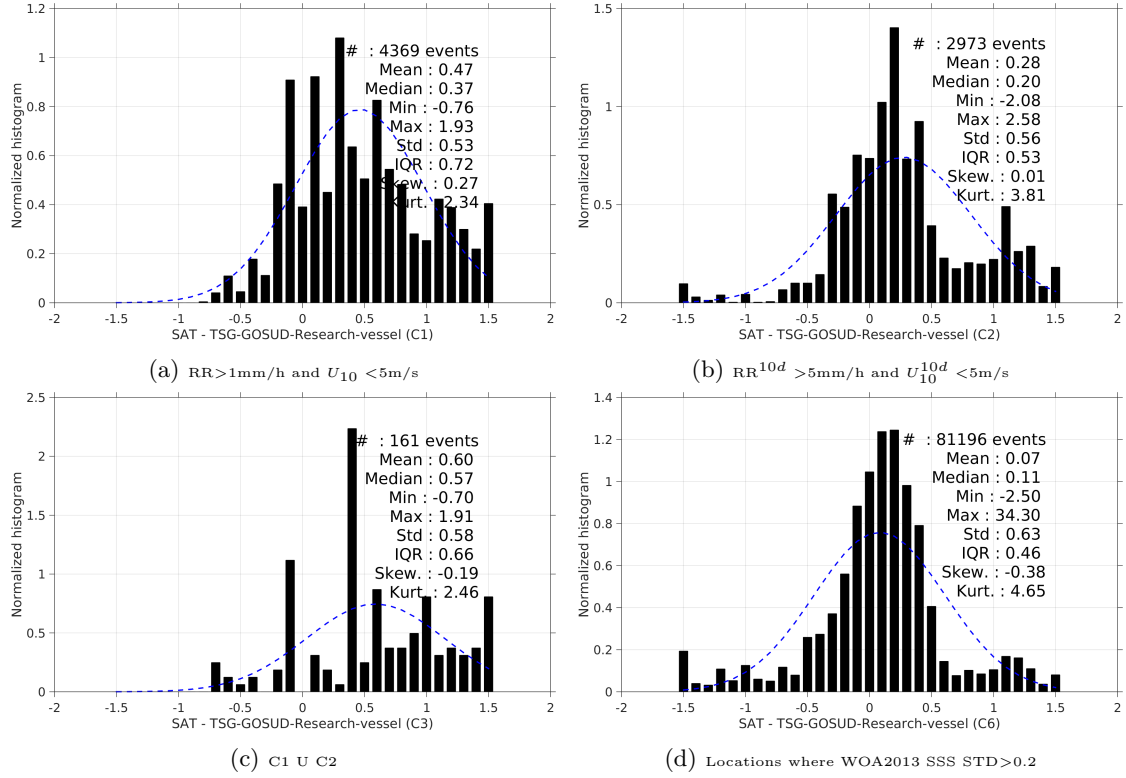 1.2
1
0.8
0.6
0.4
0.2
0
Normalized histogram
# : 4369 events
Mean : 0.47
Median : 0.37
Min : -0.76
Max : 1.93
Std : 0.53
IQR : 0.72
Skew. : 0.27
Kurt. : 2.34
-2 -1.5 -1 -0.5 0 0.5 1 1.5 2
SAT - TSG-GOSUD-Research-vessel (C1)
(a) RR>1mm/h and U10 <5m/s
1.5
1
0.5
0
Normalized histogram
# : 2973 events
Mean : 0.28
Median : 0.20
Min : -2.08
Max : 2.58
Std : 0.56
IQR : 0.53
Skew. : 0.01
Kurt. : 3.81
-2 -1.5 -1 -0.5 0 0.5 1 1.5 2
SAT - TSG-GOSUD-Research-vessel (C2)
(b) RR^10d >5mm/h and U10^10d <5m/s
2.5
2
1.5
1
0.5
0
Normalized histogram
# : 161 events
Mean : 0.60
Median : 0.57
Min : -0.70
Max : 1.91
Std : 0.58
IQR : 0.66
Skew. : -0.19
Kurt. : 2.46
-2 -1.5 -1 -0.5 0 0.5 1 1.5 2
SAT - TSG-GOSUD-Research-vessel (C3)
(c) C1 U C2
1.4
1.2
1
0.8
0.6
0.4
0.2
0
Normalized histogram
# : 81196 events
Mean : 0.07
Median : 0.11
Min : -2.50
Max : 34.30
Std : 0.63
IQR : 0.46
Skew. : -0.38
Kurt. : 4.65
-2 -1.5 -1 -0.5 0 0.5 1 1.5 2
SAT - TSG-GOSUD-Research-vessel (C6)
(d) Locations where WOA2013 SSS STD>0.2